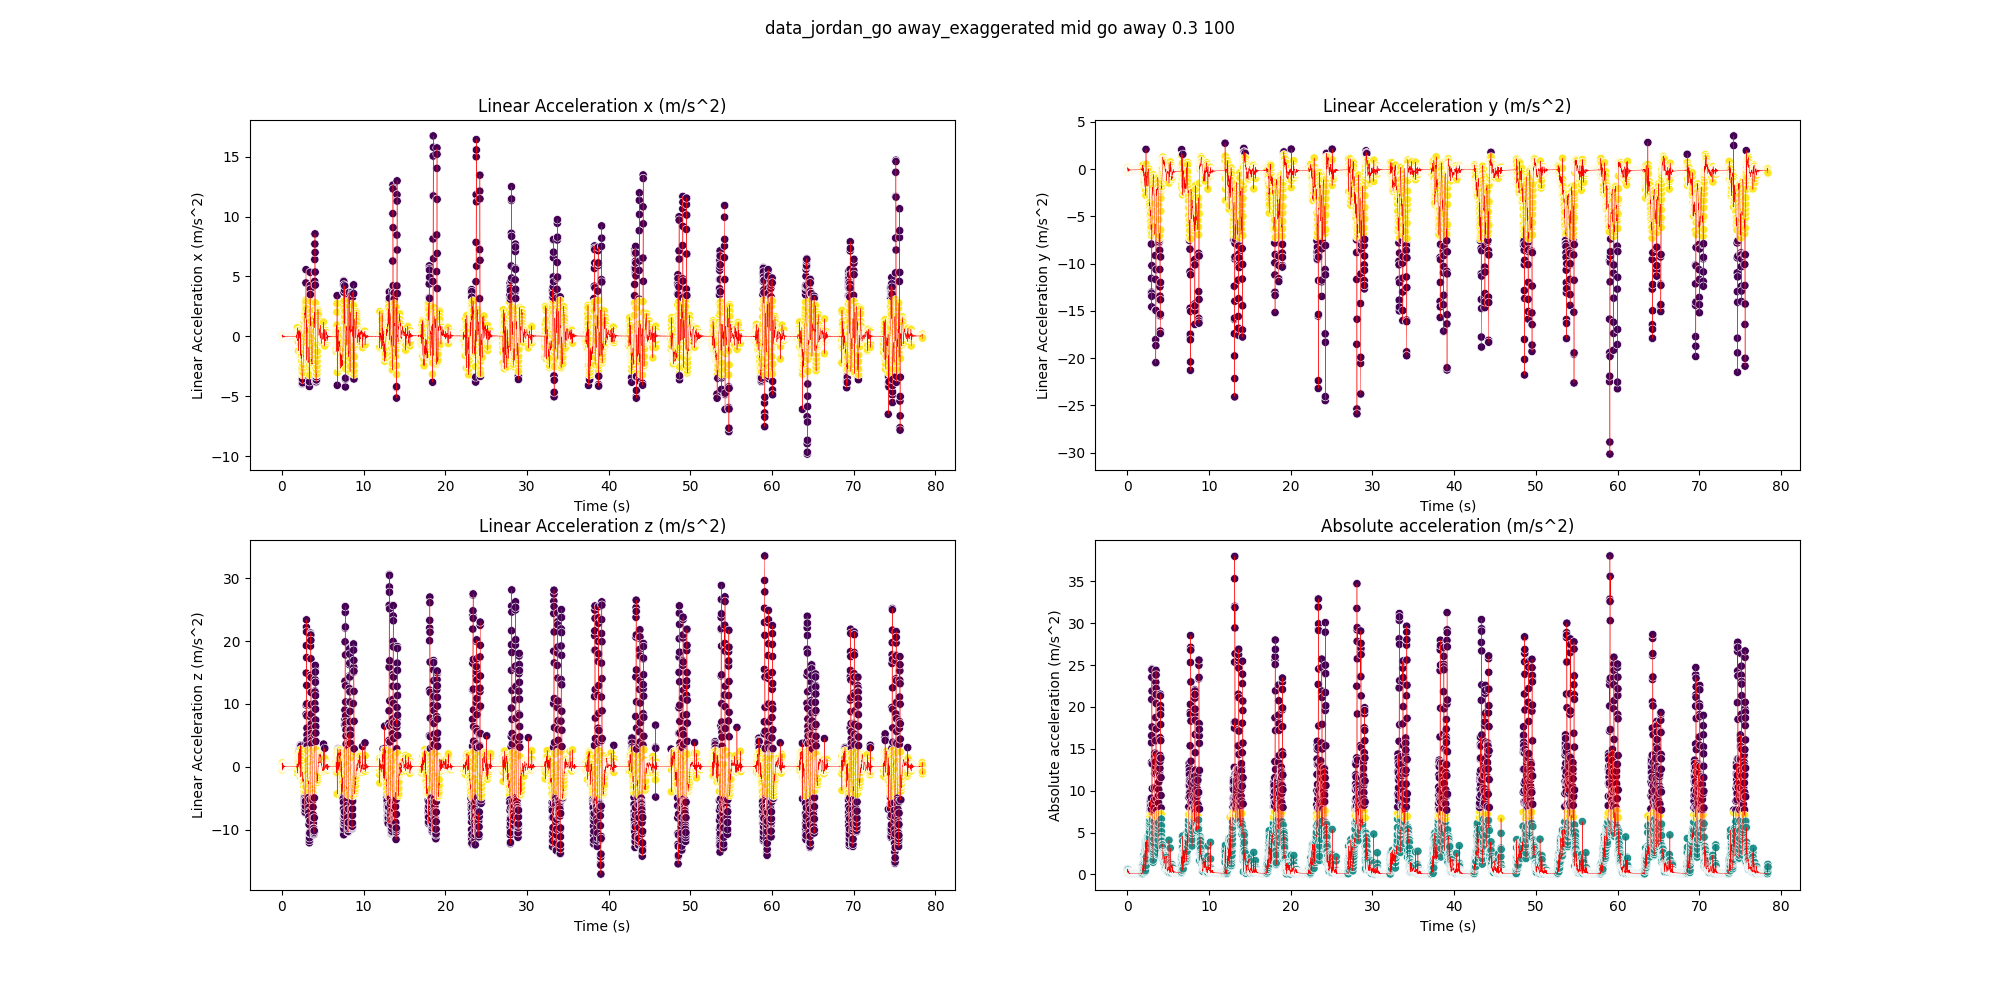 data_jordan_go away_exaggerated mid go away 0.3 100
Linear Acceleration x (m/s^2)
Linear Acceleration x (m/s^2)
15
10
5
0
−5
−10
0 10 20 30 40 50 60 70 80
Time (s)
Linear Acceleration y (m/s^2)
Linear Acceleration y (m/s^2)
5
0
−5
−10
−15
−20
−25
−30
0 10 20 30 40 50 60 70 80
Time (s)
Linear Acceleration z (m/s^2)
Linear Acceleration z (m/s^2)
30
20
10
0
−10
0 10 20 30 40 50 60 70 80
Time (s)
Absolute acceleration (m/s^2)
Absolute acceleration (m/s^2)
35
30
25
20
15
10
5
0
0 10 20 30 40 50 60 70 80
Time (s)